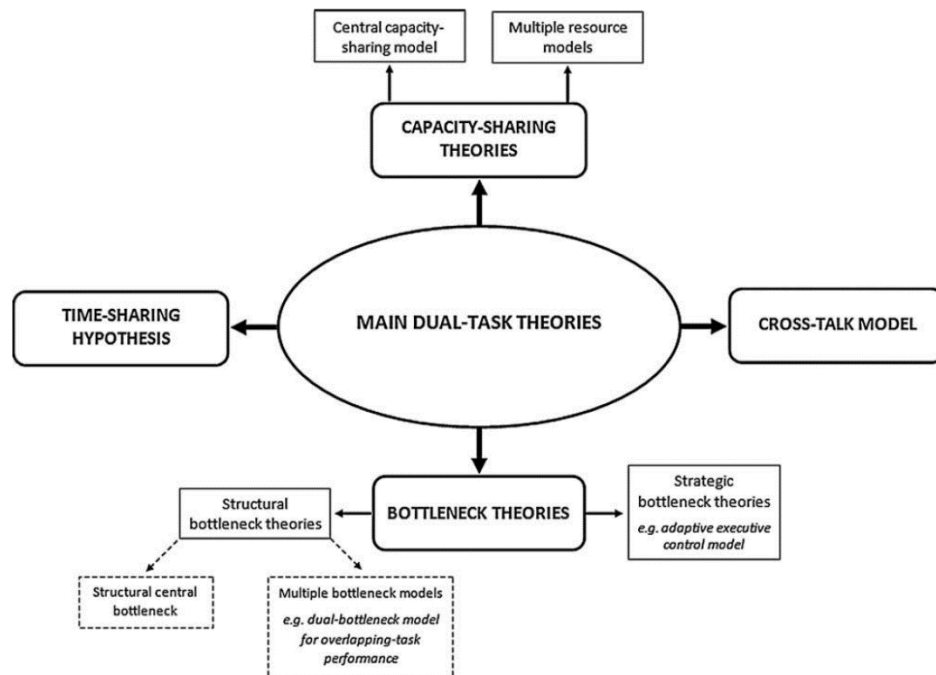 Central capacity-
sharing model
Multiple resource
models
CAPACITY-SHARING
THEORIES
TIME-SHARING
HYPOTHESIS
MAIN DUAL-TASK THEORIES
CROSS-TALK MODEL
BOTTLENECK THEORIES
Structural
bottleneck theories
Strategic
bottleneck theories
e.g. adaptive executive
control model
Structural central
bottleneck
Multiple bottleneck models
e.g. dual-bottleneck model
for overlapping-task
performance